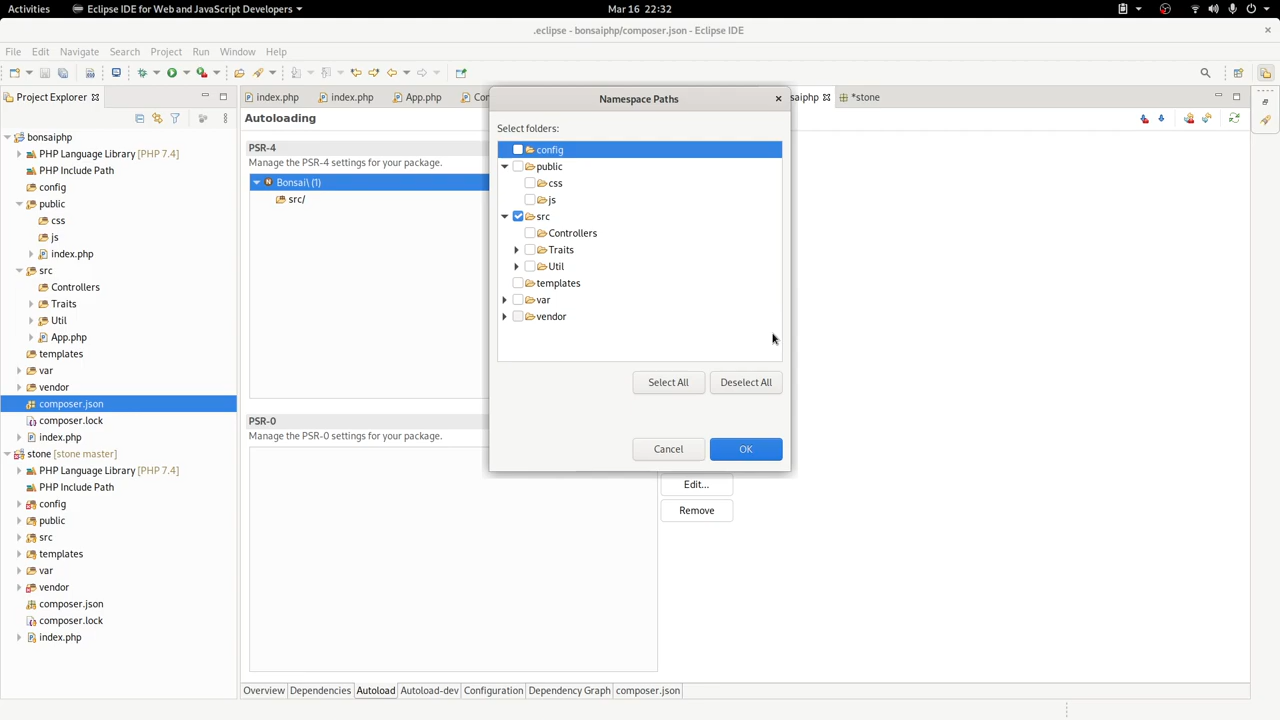 Activities
Eclipse IDE for Web and JavaScript Developers
Mar 16 22:32
.eclipse - bonsaiphp/composer.json - Eclipse IDE
File Edit Navigate Search Project Run Window Help
Project Explorer
index.php
index.php
App.php
saiphp
*stone
bonsaiphp
PHP Language Library [PHP 7.4]
PHP Include Path
config
public
css
js
index.php
src
Controllers
Traits
Util
App.php
templates
var
vendor
composer.json
composer.lock
index.php
stone [stone master]
PHP Language Library [PHP 7.4]
PHP Include Path
config
public
src
templates
var
vendor
composer.json
composer.lock
index.php
Autoloading
PSR-4
Manage the PSR-4 settings for your package.
Bonsai\ (1)
src/
PSR-0
Manage the PSR-0 settings for your package.
Edit...
Remove
Namespace Paths
Select folders:
config
public
css
js
src
Controllers
Traits
Util
templates
var
vendor
Select All
Deselect All
Cancel
OK
Overview Dependencies Autoload Autoload-dev Configuration Dependency Graph composer.json